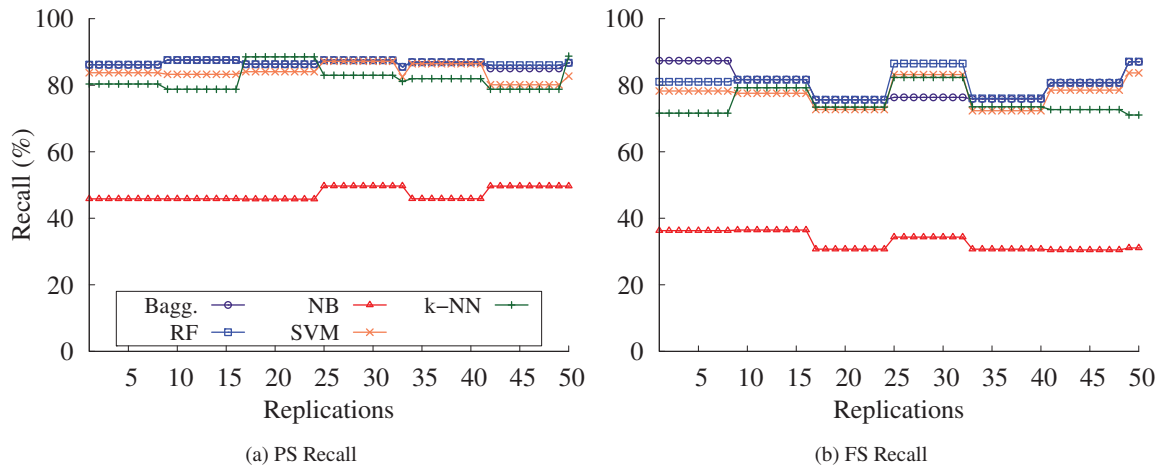 100
80
60
40
20
0
Recall (%)
Bagg.
NB
k−NN
RF
SVM
5 10 15 20 25 30 35 40 45 50
Replications
(a) PS Recall
100
80
60
40
20
0
5 10 15 20 25 30 35 40 45 50
Replications
(b) FS Recall